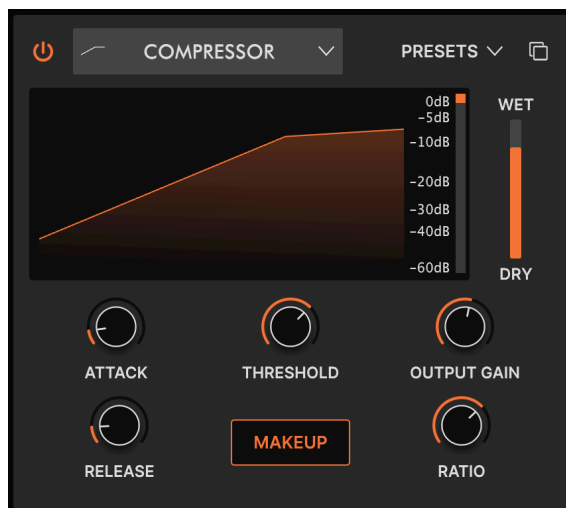 COMPRESSOR
PRESETS
0dB
-5dB
-10dB
-20dB
-30dB
-40dB
-60dB
WET
DRY
ATTACK
THRESHOLD
OUTPUT GAIN
RELEASE
MAKEUP
RATIO